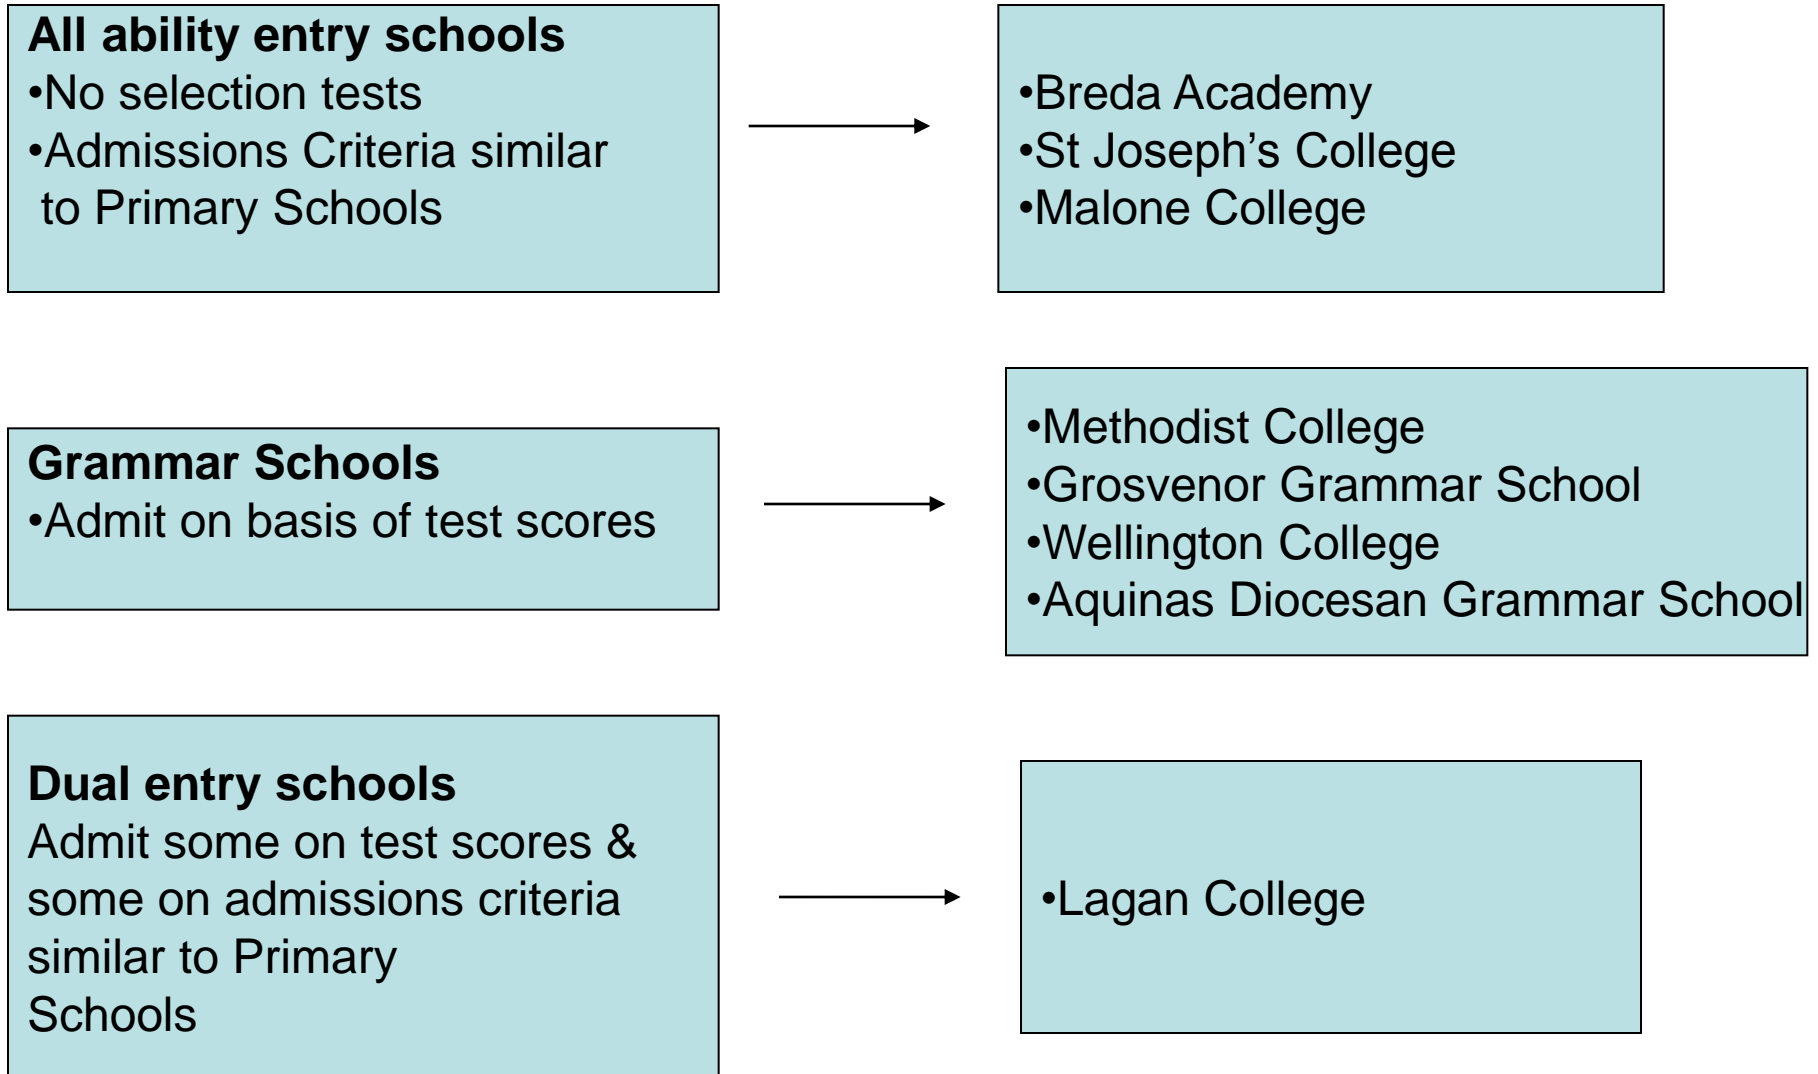 All ability entry schools
•No selection tests
•Admissions Criteria similar
to Primary Schools
•Breda Academy
•St Joseph’s College
•Malone College
Grammar Schools
•Admit on basis of test scores
•Methodist College
•Grosvenor Grammar School
•Wellington College
•Aquinas Diocesan Grammar School
Dual entry schools
Admit some on test scores &
some on admissions criteria
similar to Primary
Schools
•Lagan College